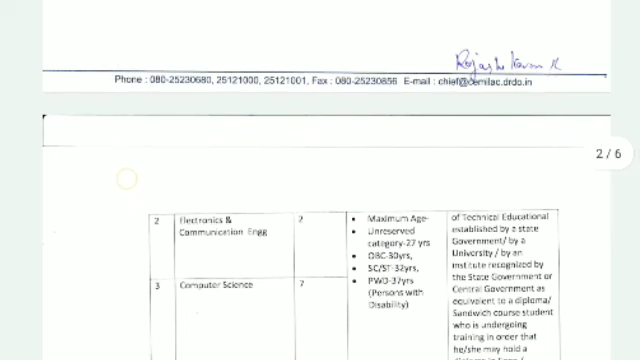 Rajashekaran R
Phone : 080-25230680, 25121000, 25121001, Fax : 080-25230856 E-mail : chief@cemilac.drdo.in
2 / 6
2 Electronics & Communication Engg 2
3 Computer Science 7
• Maximum Age-
• Unreserved
category-27 yrs
• OBC-30yrs,
• SC/ST-32yrs,
• PWD-37yrs
(Persons with
Disability)
of Technical Educational
established by a state
Government/ by a
University / by an
institute recognized by
the State Government or
Central Government as
equivalent to a diploma/
Sandwich course student
who is undergoing
training in order that
he/she may hold a